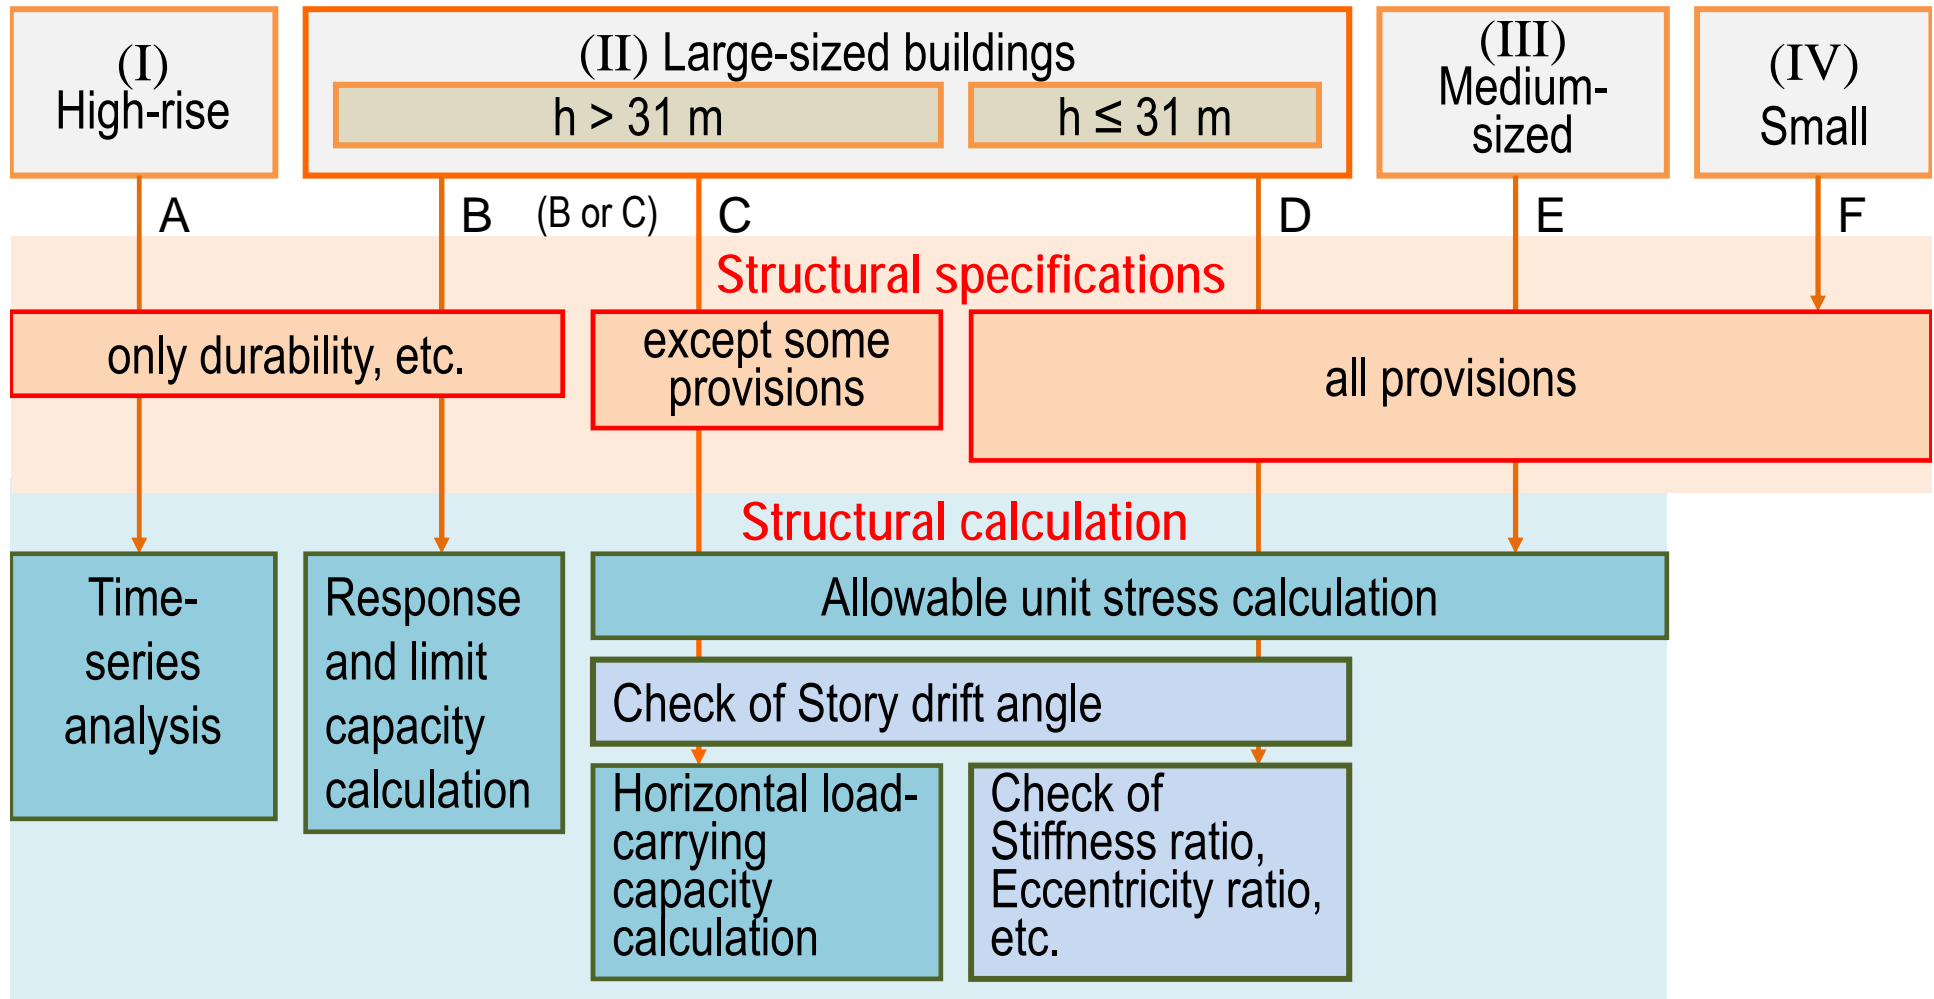 (I)
High-rise
(II) Large-sized buildings
h > 31 m
h ≤ 31 m
(III)
Medium-
sized
(IV)
Small
A
B
(B or C)
C
D
E
F
Structural specifications
only durability, etc.
except some
provisions
all provisions
Structural calculation
Time-
series
analysis
Response
and limit
capacity
calculation
Allowable unit stress calculation
Check of Story drift angle
Horizontal load-
carrying
capacity
calculation
Check of
Stiffness ratio,
Eccentricity ratio,
etc.